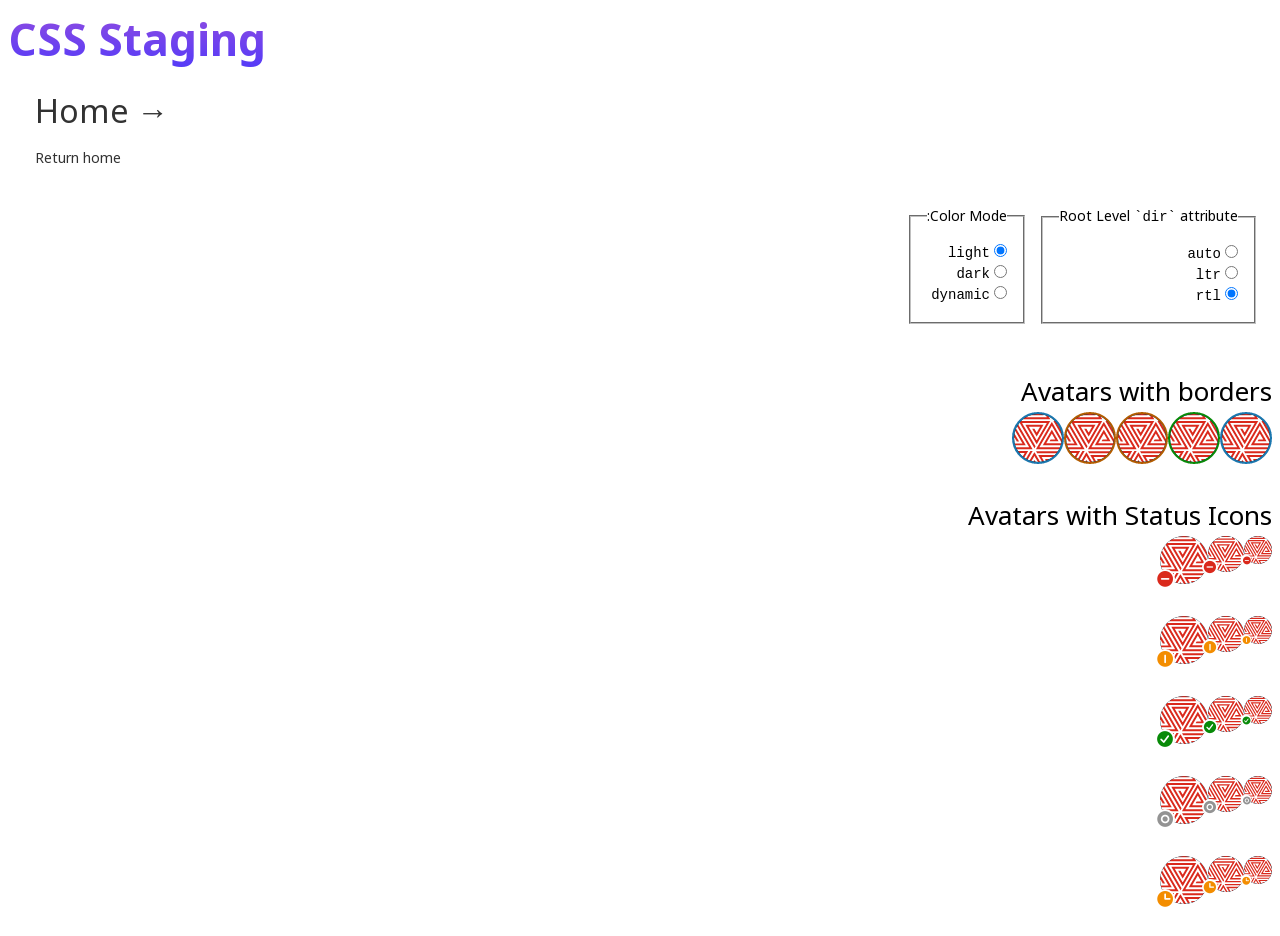 CSS Staging
Home →
Return home
:Color Mode
light
dark
dynamic
Root Level `dir` attribute
auto
ltr
rtl
Avatars with borders
Avatars with Status Icons